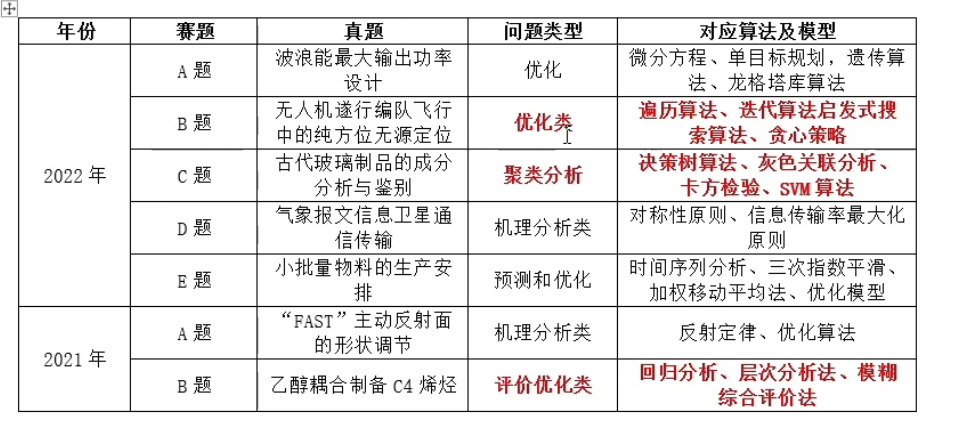 年份 赛题 真题 问题类型 对应算法及模型
2022 年
A 题
波浪能最大输出功率
设计
优化
微分方程、单目标规划，遗传算
法、龙格塔库算法
B 题
无人机遂行编队飞行
中的纯方位无源定位
优化类
遍历算法、迭代算法启发式搜
索算法、贪心策略
C 题
古代玻璃制品的成分
分析与鉴别
聚类分析
决策树算法、灰色关联分析、
卡方检验、SVM 算法
D 题
气象报文信息卫星通
信传输
机理分析类
对称性原则、信息传输率最大化
原则
E 题
小批量物料的生产安
排
预测和优化
时间序列分析、三次指数平滑、
加权移动平均法、优化模型
2021 年
A 题
“FAST”主动反射面
的形状调节
机理分析类
反射定律、优化算法
B 题
乙醇耦合制备 C4 烯烃
评价优化类
回归分析、层次分析法、模糊
综合评价法